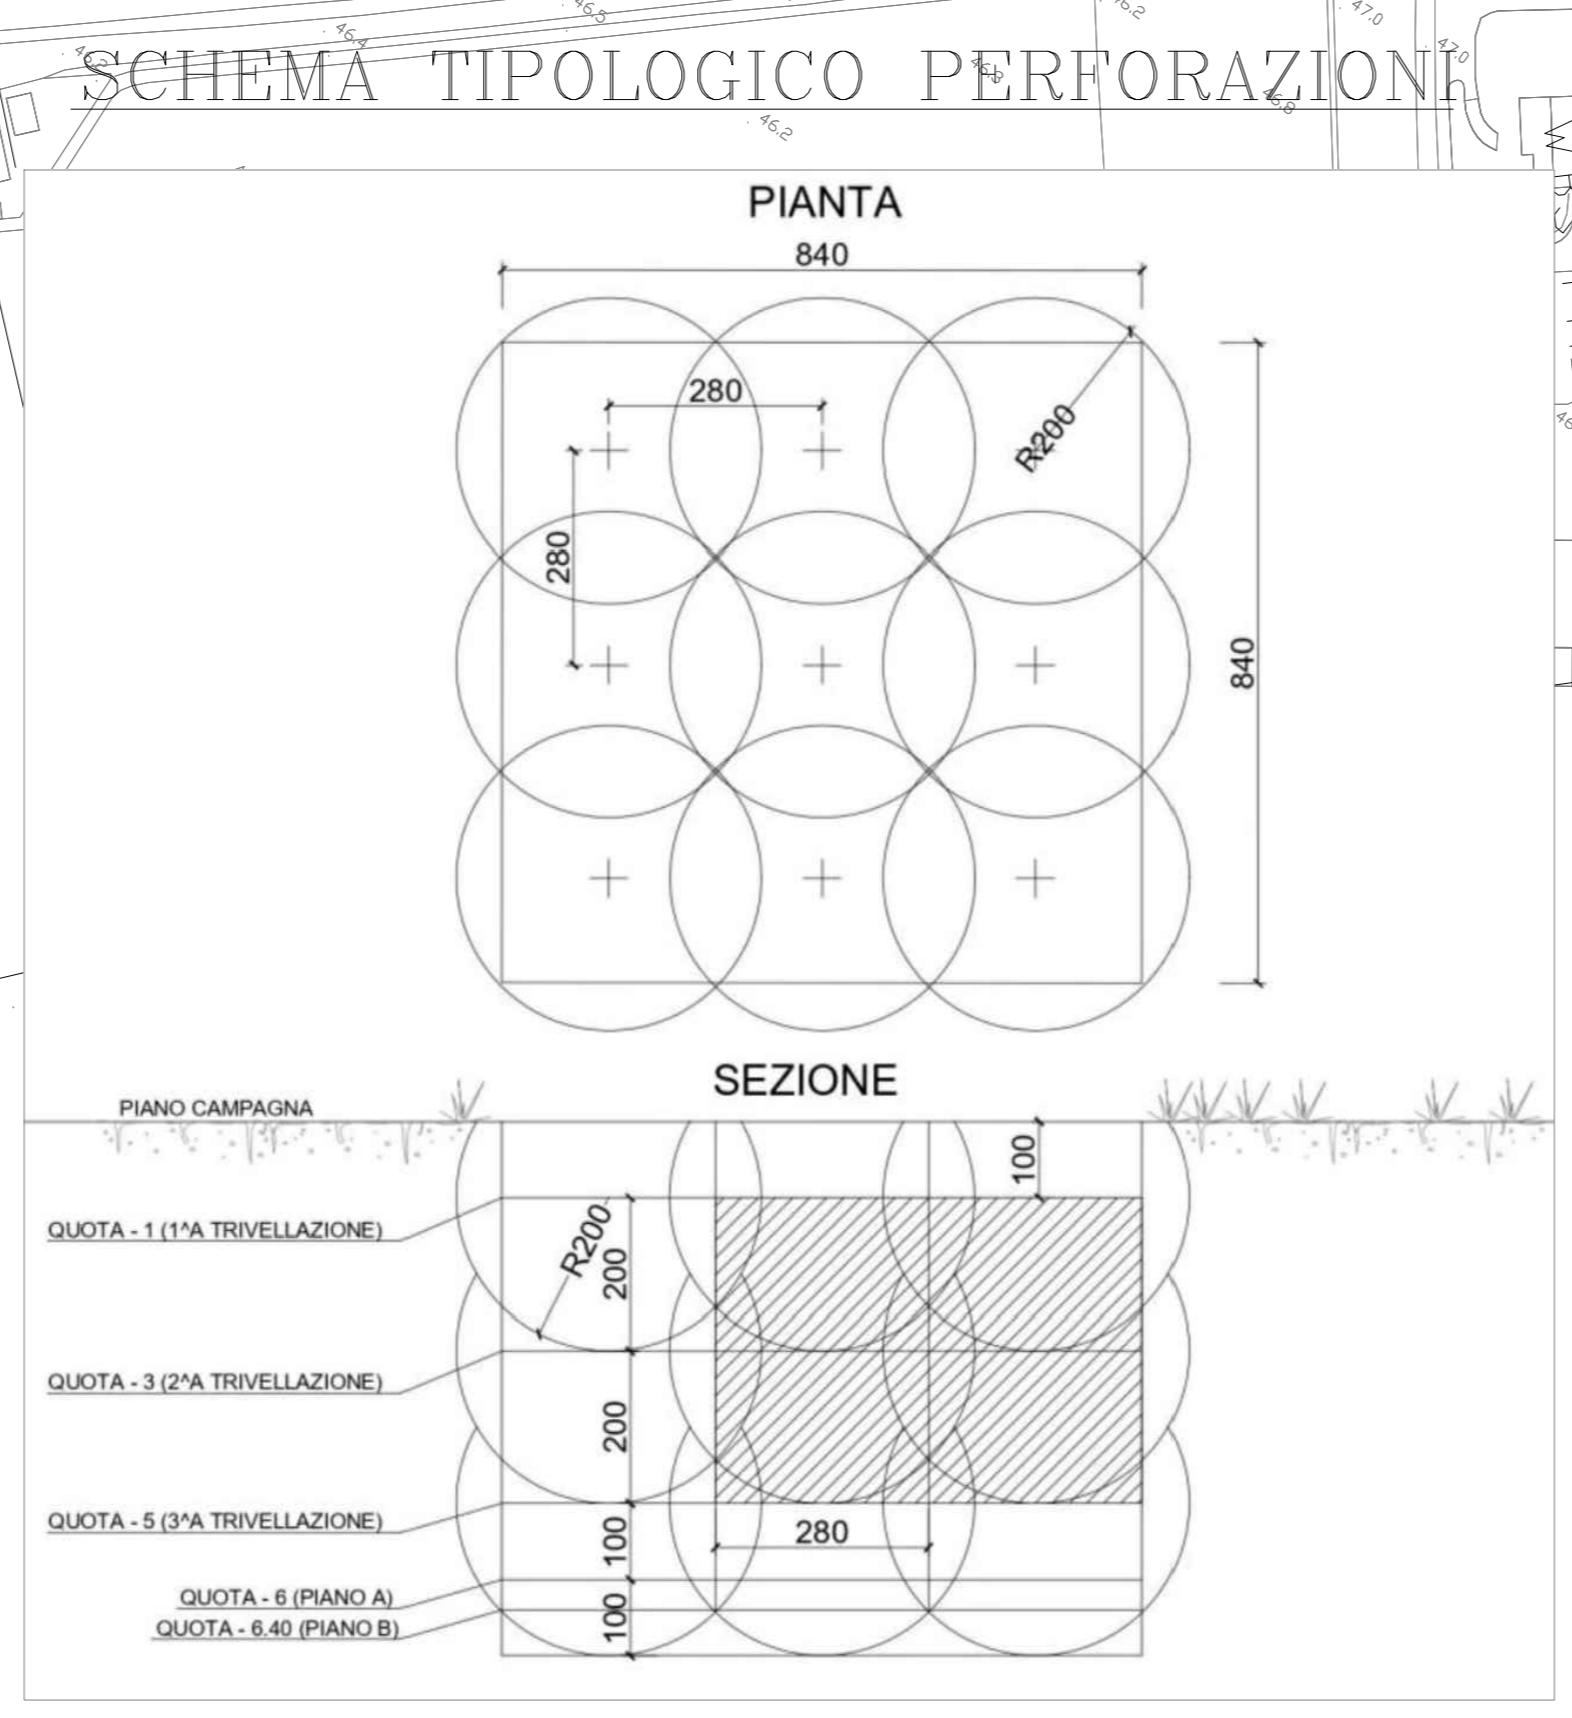 46.5
46.2
47.0
46.4
47.0
SCHEMA TIPOLOGICO PERFORAZIONI
46.3
46.8
46.2
PIANTA
840
280
R200
280
840
SEZIONE
PIANO CAMPAGNA
100
QUOTA - 1 (1^A TRIVELLAZIONE)
R200
200
QUOTA - 3 (2^A TRIVELLAZIONE)
200
QUOTA - 5 (3^A TRIVELLAZIONE)
100
280
QUOTA - 6 (PIANO A)
100
QUOTA - 6.40 (PIANO B)